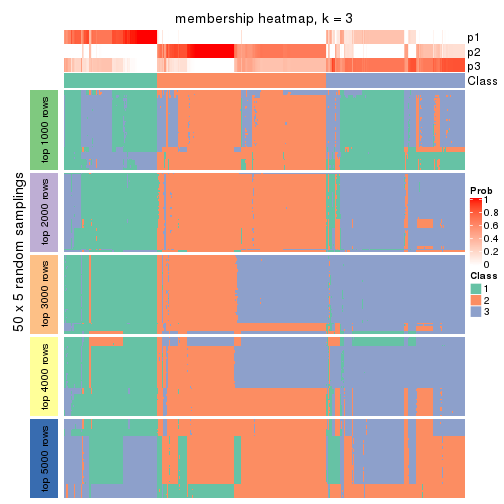 membership heatmap, k = 3
p1
p2
p3
Class
50 x 5 random samplings
top 1000 rows
top 2000 rows
top 3000 rows
top 4000 rows
top 5000 rows
Prob
1
0.8
0.6
0.4
0.2
0
Class
1
2
3